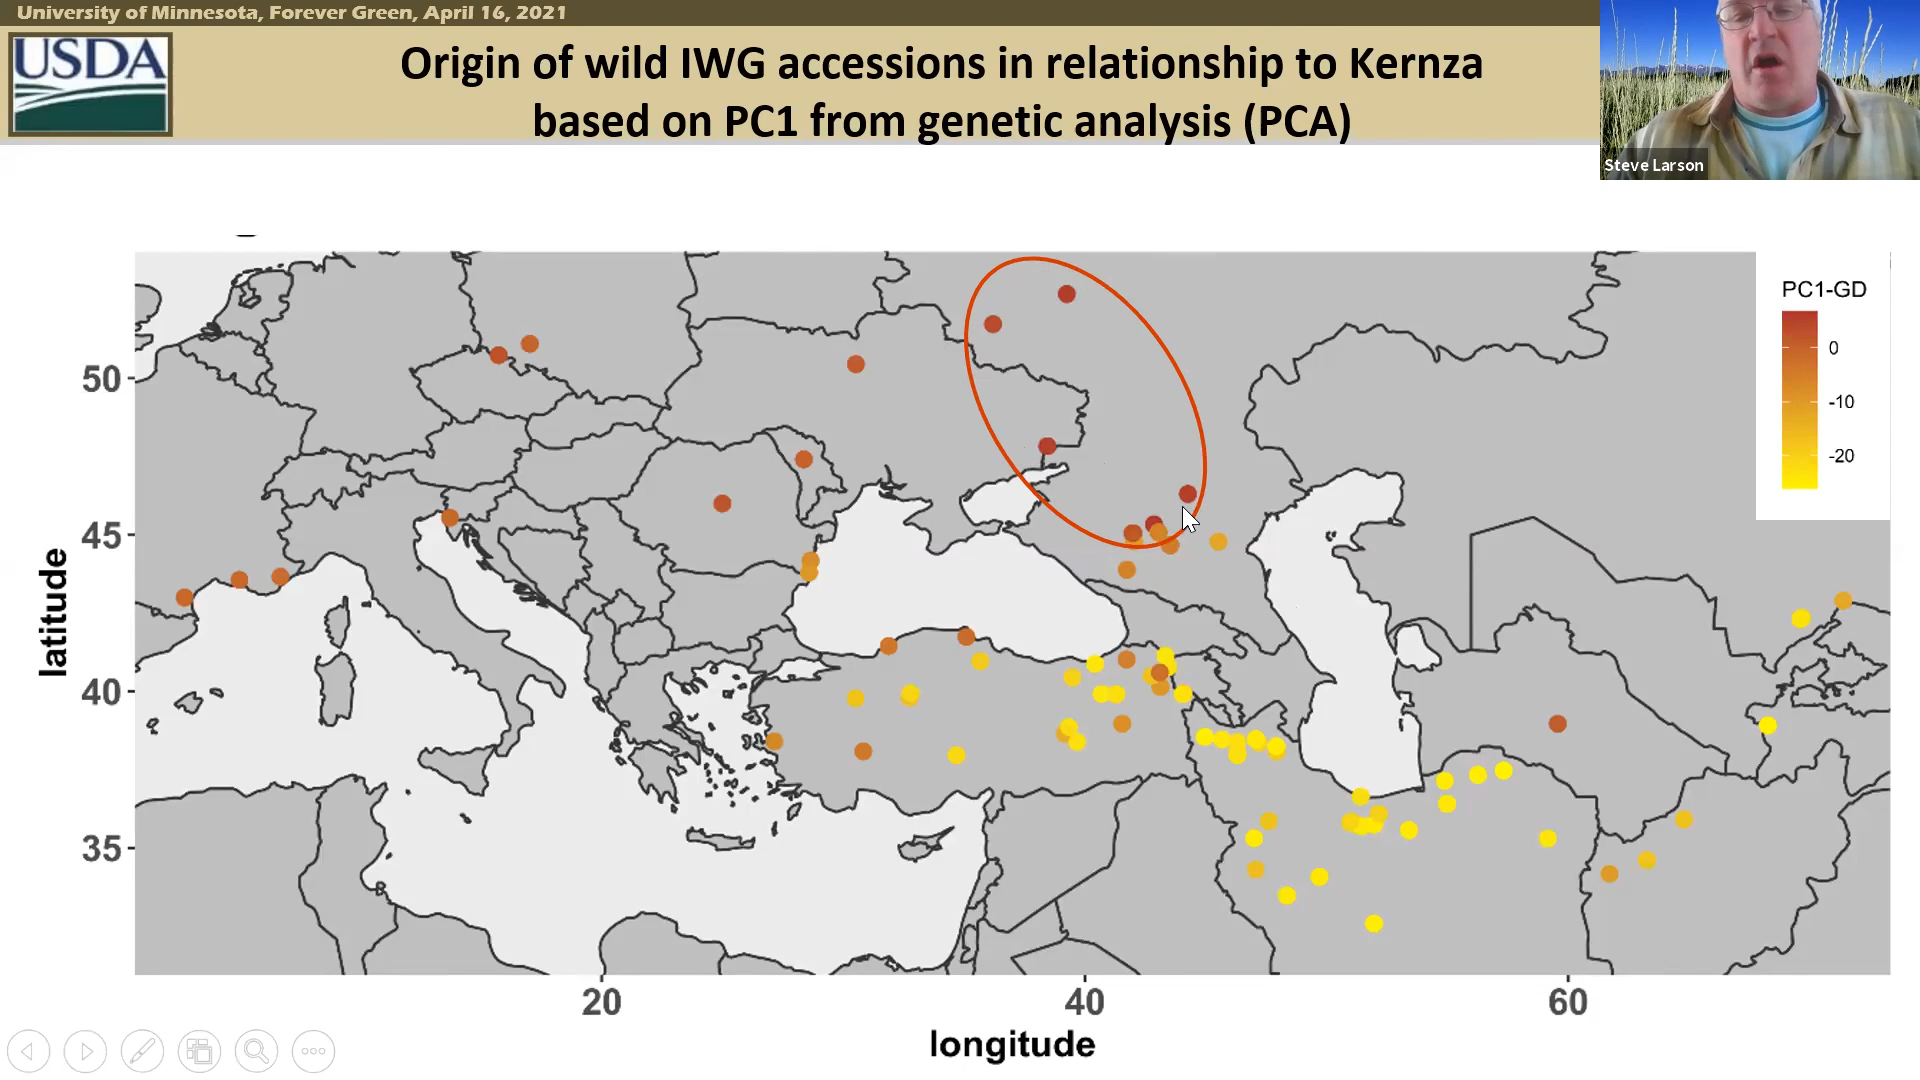 University of Minnesota, Forever Green, April 16, 2021
USDA
Origin of wild IWG accessions in relationship to Kernza
based on PC1 from genetic analysis (PCA)
Steve Larson
PC1-GD
0
-10
-20
50
45
40
35
latitude
20
40
60
longitude